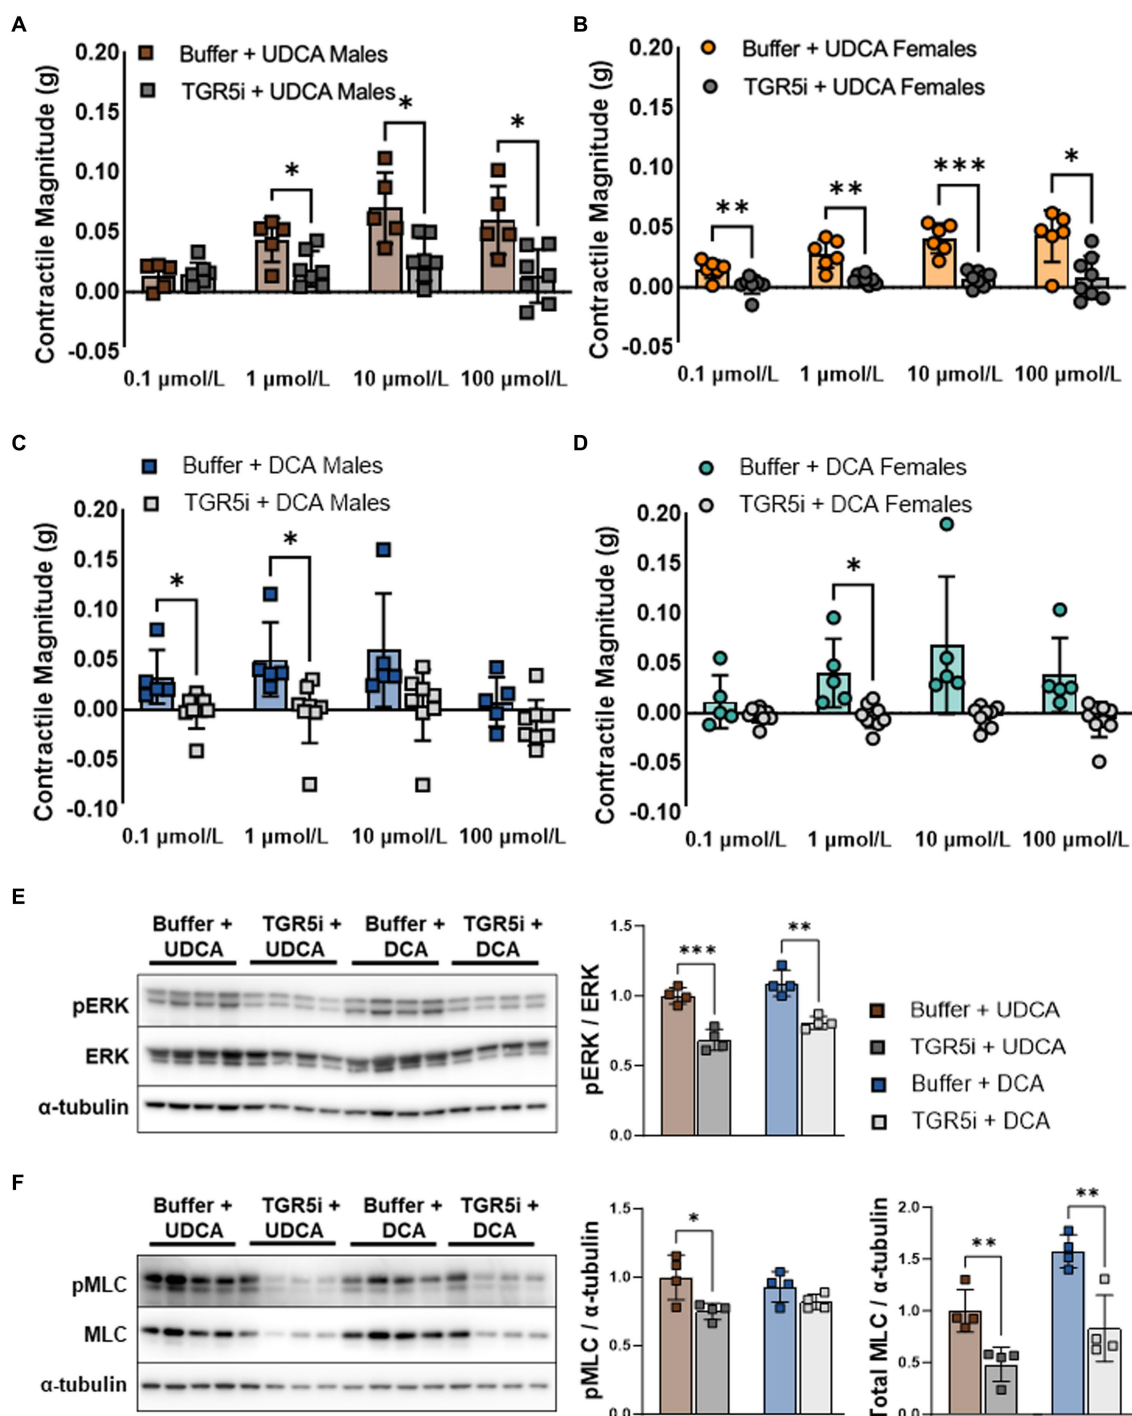 A
Buffer + UDCA Males
TGR5i + UDCA Males
Contractile Magnitude (g)
0.20
0.15
0.10
0.05
0.00
-0.05
*
*
*
0.1 µmol/L 1 µmol/L 10 µmol/L 100 µmol/L
B
Buffer + UDCA Females
TGR5i + UDCA Females
Contractile Magnitude (g)
0.20
0.15
0.10
0.05
0.00
-0.05
**
**
***
*
0.1 µmol/L 1 µmol/L 10 µmol/L 100 µmol/L
C
Buffer + DCA Males
TGR5i + DCA Males
Contractile Magnitude (g)
0.20
0.15
0.10
0.05
0.00
-0.05
-0.10
*
*
0.1 µmol/L 1 µmol/L 10 µmol/L 100 µmol/L
D
Buffer + DCA Females
TGR5i + DCA Females
Contractile Magnitude (g)
0.20
0.15
0.10
0.05
0.00
-0.05
-0.10
*
0.1 µmol/L 1 µmol/L 10 µmol/L 100 µmol/L
E
Buffer + UDCA
TGR5i + UDCA
Buffer + DCA
TGR5i + DCA
pERK
ERK
α-tubulin
pERK / ERK
1.5
1.0
0.5
0.0
***
**
Buffer + UDCA
TGR5i + UDCA
Buffer + DCA
TGR5i + DCA
F
Buffer + UDCA
TGR5i + UDCA
Buffer + DCA
TGR5i + DCA
pMLC
MLC
α-tubulin
pMLC / α-tubulin
1.5
1.0
0.5
0.0
*
Total MLC / α-tubulin
2.0
1.5
1.0
0.5
0.0
**
**